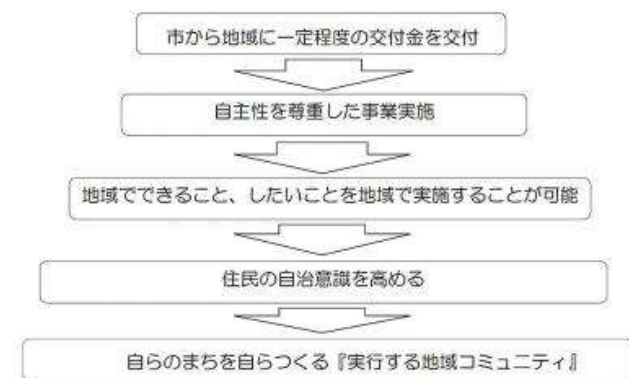 市から地域に一定程度の交付金を交付
自主性を尊重した事業実施
地域でできること、したいことを地域で実施することが可能
住民の自治意識を高める
自らのまちを自らつくる『実行する地域コミュニティ』